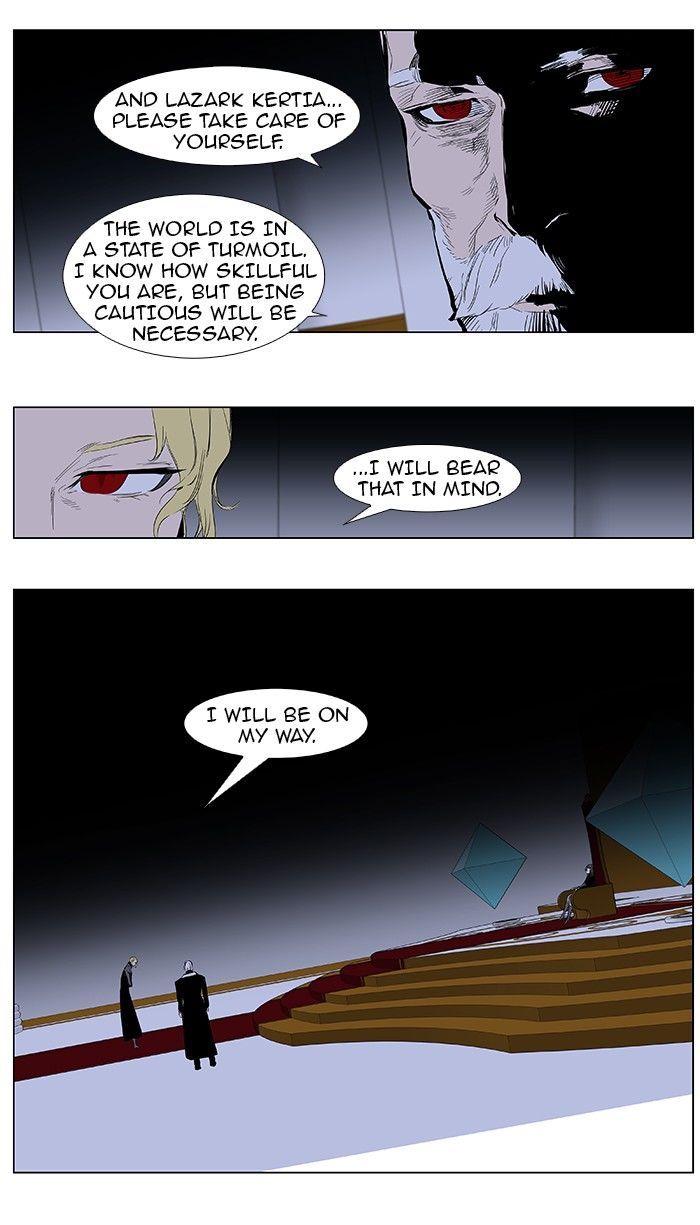 AND LAZARK KERTIA...
PLEASE TAKE CARE OF
YOURSELF.
THE WORLD IS IN
A STATE OF TURMOIL.
I KNOW HOW SKILLFUL
YOU ARE, BUT BEING
CAUTIOUS WILL BE
NECESSARY.
...I WILL BEAR
THAT IN MIND.
I WILL BE ON
MY WAY.